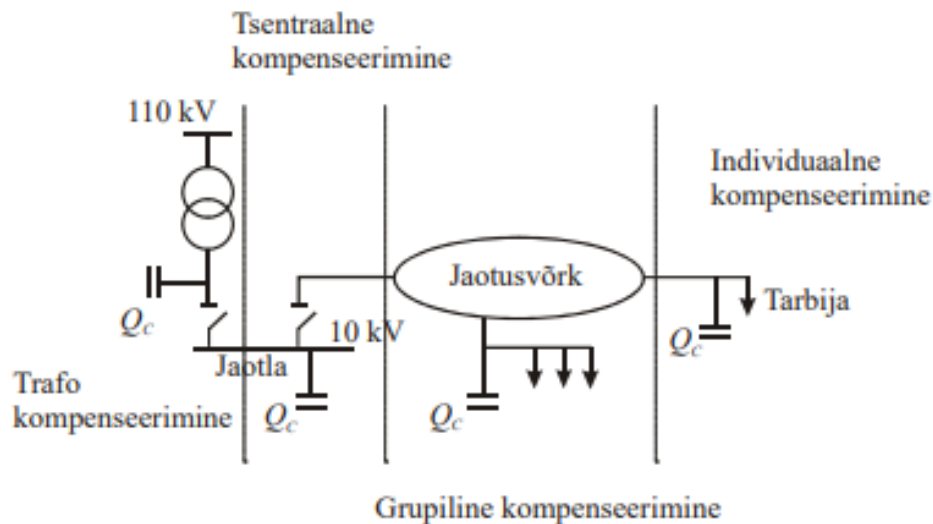 Tsentraalne
kompenseerimine
110 kV
Individuaalne
kompenseerimine
Jaotusvõrk
Tarbija
Qc
10 kV
Qc
Jaotla
Trafo
kompenseerimine
Qc
Qc
Grupiline kompenseerimine